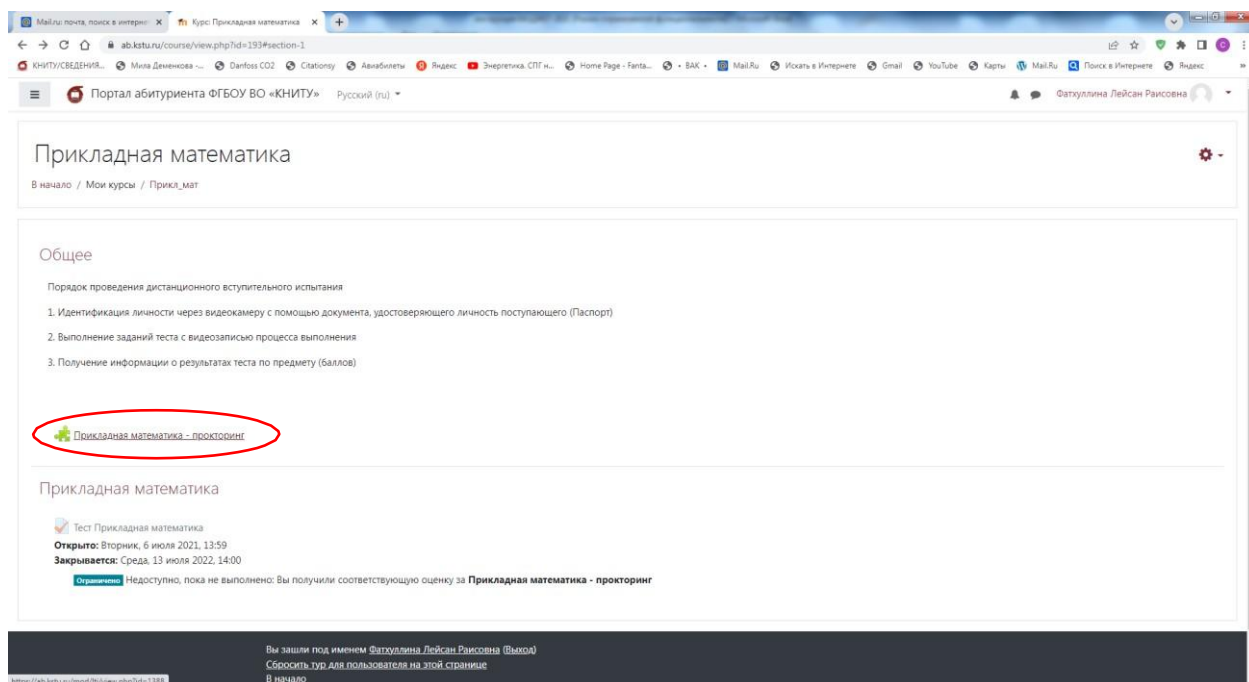 Mail.ru: почта, поиск в интерне
Курс: Прикладная математика
ab.kstu.ru/course/view.php?id=193#section-1
КНИТУ/СВЕДЕНИЯ... Мила Деменкова -... Danfoss CO2 Citationsy Авиабилеты Яндекс Энергетика. СПГ н... Home Page - Fanta... • ВАК • Mail.Ru Искать в Интернете Gmail YouTube Карты Mail.Ru Поиск в Интернете Яндекс
Портал абитуриента ФГБОУ ВО «КНИТУ» Русский (ru) Фатхуллина Лейсан Раисовна
Прикладная математика
В начало / Мои курсы / Прикл_мат
Общее
Порядок проведения дистанционного вступительного испытания
1. Идентификация личности через видеокамеру с помощью документа, удостоверяющего личность поступающего (Паспорт)
2. Выполнение заданий теста с видеозаписью процесса выполнения
3. Получение информации о результатах теста по предмету (баллов)
Прикладная математика - прокторинг
Прикладная математика
Тест Прикладная математика
Открыто: Вторник, 6 июля 2021, 13:59
Закрывается: Среда, 13 июля 2022, 14:00
Ограничено Недоступно, пока не выполнено: Вы получили соответствующую оценку за Прикладная математика - прокторинг
Вы зашли под именем Фатхуллина Лейсан Раисовна (Выход)
Сбросить тур для пользователя на этой странице
В начало